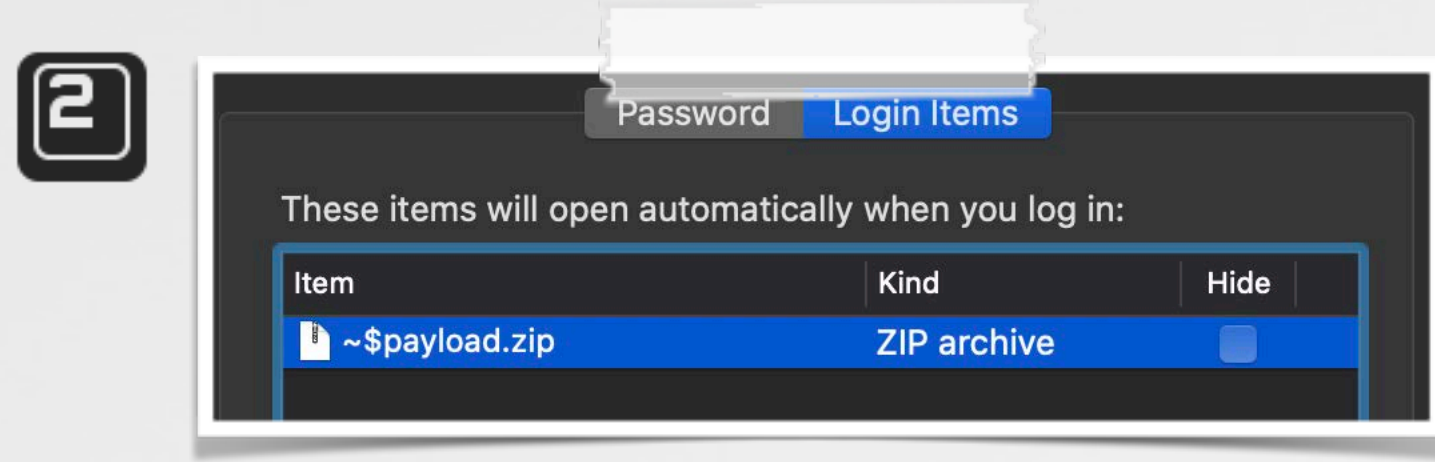 2
Password Login Items
These items will open automatically when you log in:
Item Kind Hide
~$payload.zip ZIP archive